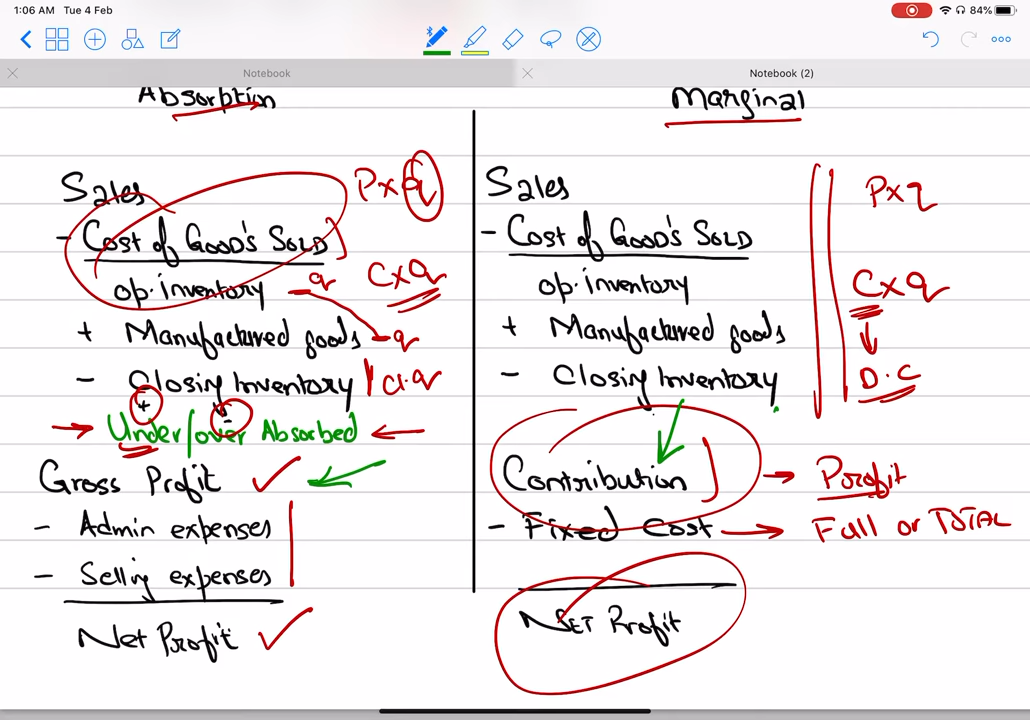 1:06 AM Tue 4 Feb
84%
Notebook
Notebook (2)
Absorption
Sales
P x q
- Cost of Good's Sold
C x q
op. inventory q
+ Manufactured goods q
- Closing Inventory Cl. q
+ -
Under/over Absorbed
Gross Profit
- Admin expenses
- Selling expenses
Net Profit
Marginal
Sales
P x q
- Cost of Good's Sold
op. inventory
C x q
+ Manufactured goods
- Closing Inventory
D.C
Contribution
Profit
- Fixed Cost
Full or TOTAL
NET Profit